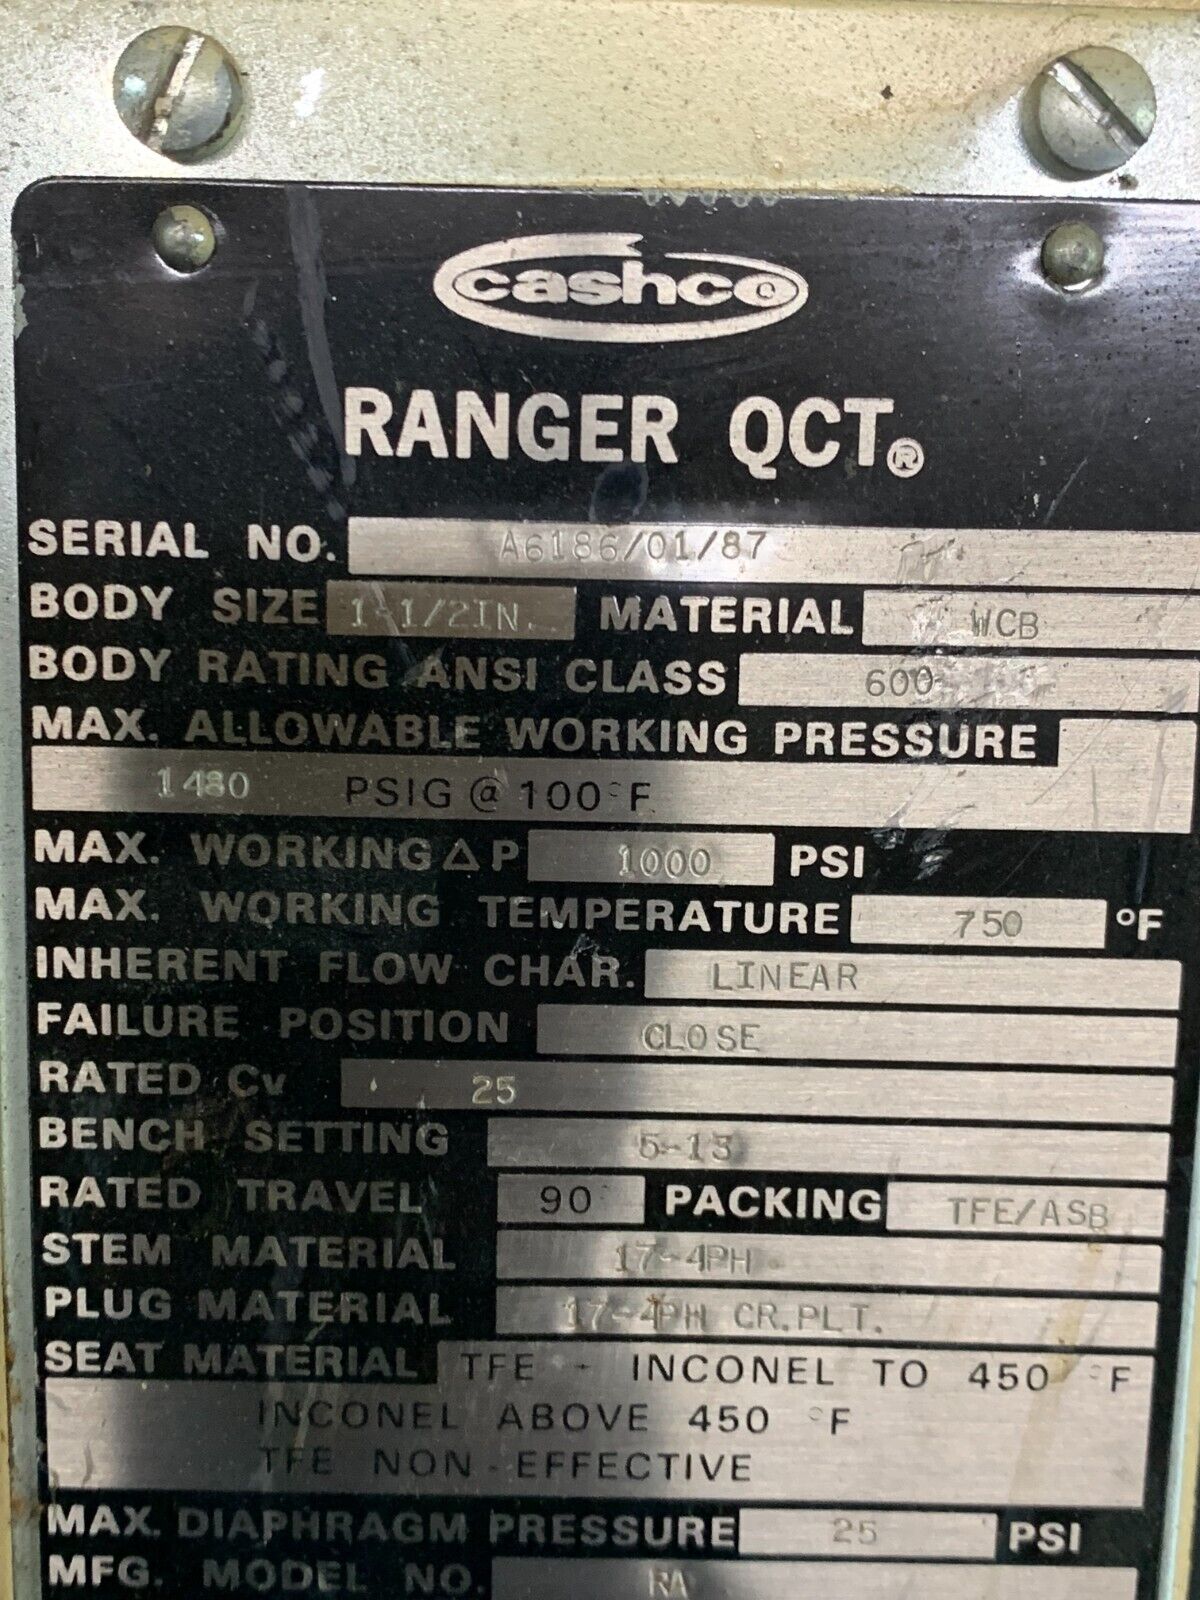 cashco
RANGER QCT®
SERIAL NO. A6186/01/87
BODY SIZE 1-1/2IN. MATERIAL WCB
BODY RATING ANSI CLASS 600
MAX. ALLOWABLE WORKING PRESSURE
1480 PSIG @ 100°F
MAX. WORKING △ P 1000 PSI
MAX. WORKING TEMPERATURE 750 °F
INHERENT FLOW CHAR. LINEAR
FAILURE POSITION CLOSE
RATED Cv 25
BENCH SETTING 5-13
RATED TRAVEL 90° PACKING TFE/ASB
STEM MATERIAL 17-4PH
PLUG MATERIAL 17-4PH CR.PLT.
SEAT MATERIAL TFE - INCONEL TO 450 °F
INCONEL ABOVE 450 °F
TFE NON-EFFECTIVE
MAX. DIAPHRAGM PRESSURE 25 PSI
MFG. MODEL NO. RA